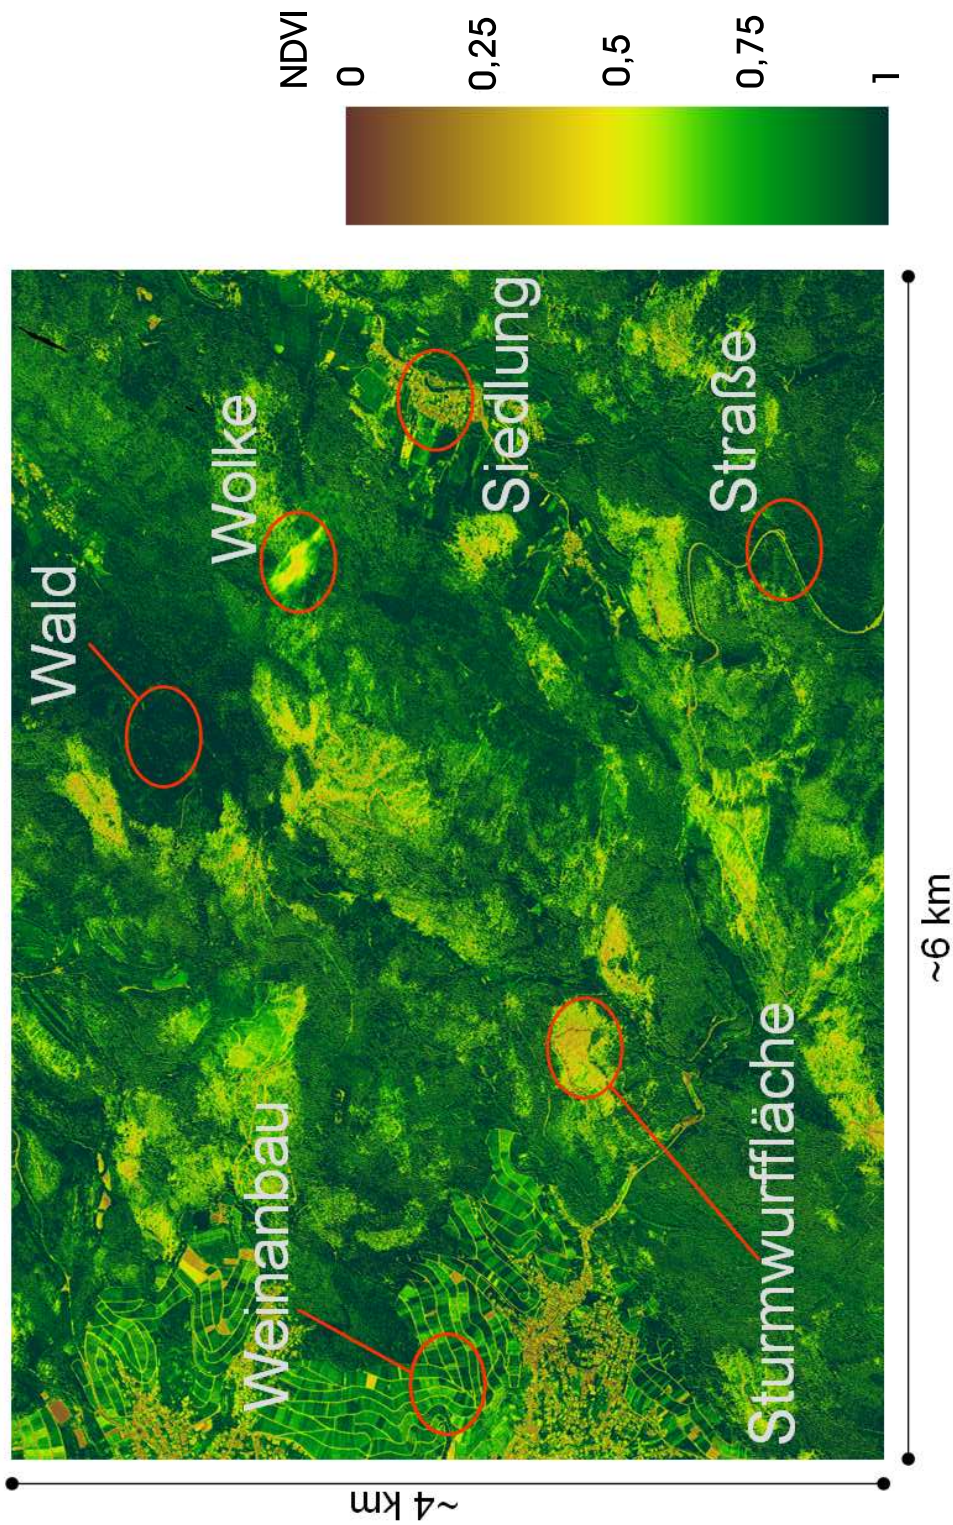 Wald
Wolke
Siedlung
Straße
Weinanbau
Sturmwurffläche
NDVI
0
0,25
0,5
0,75
1
~4 km
~6 km